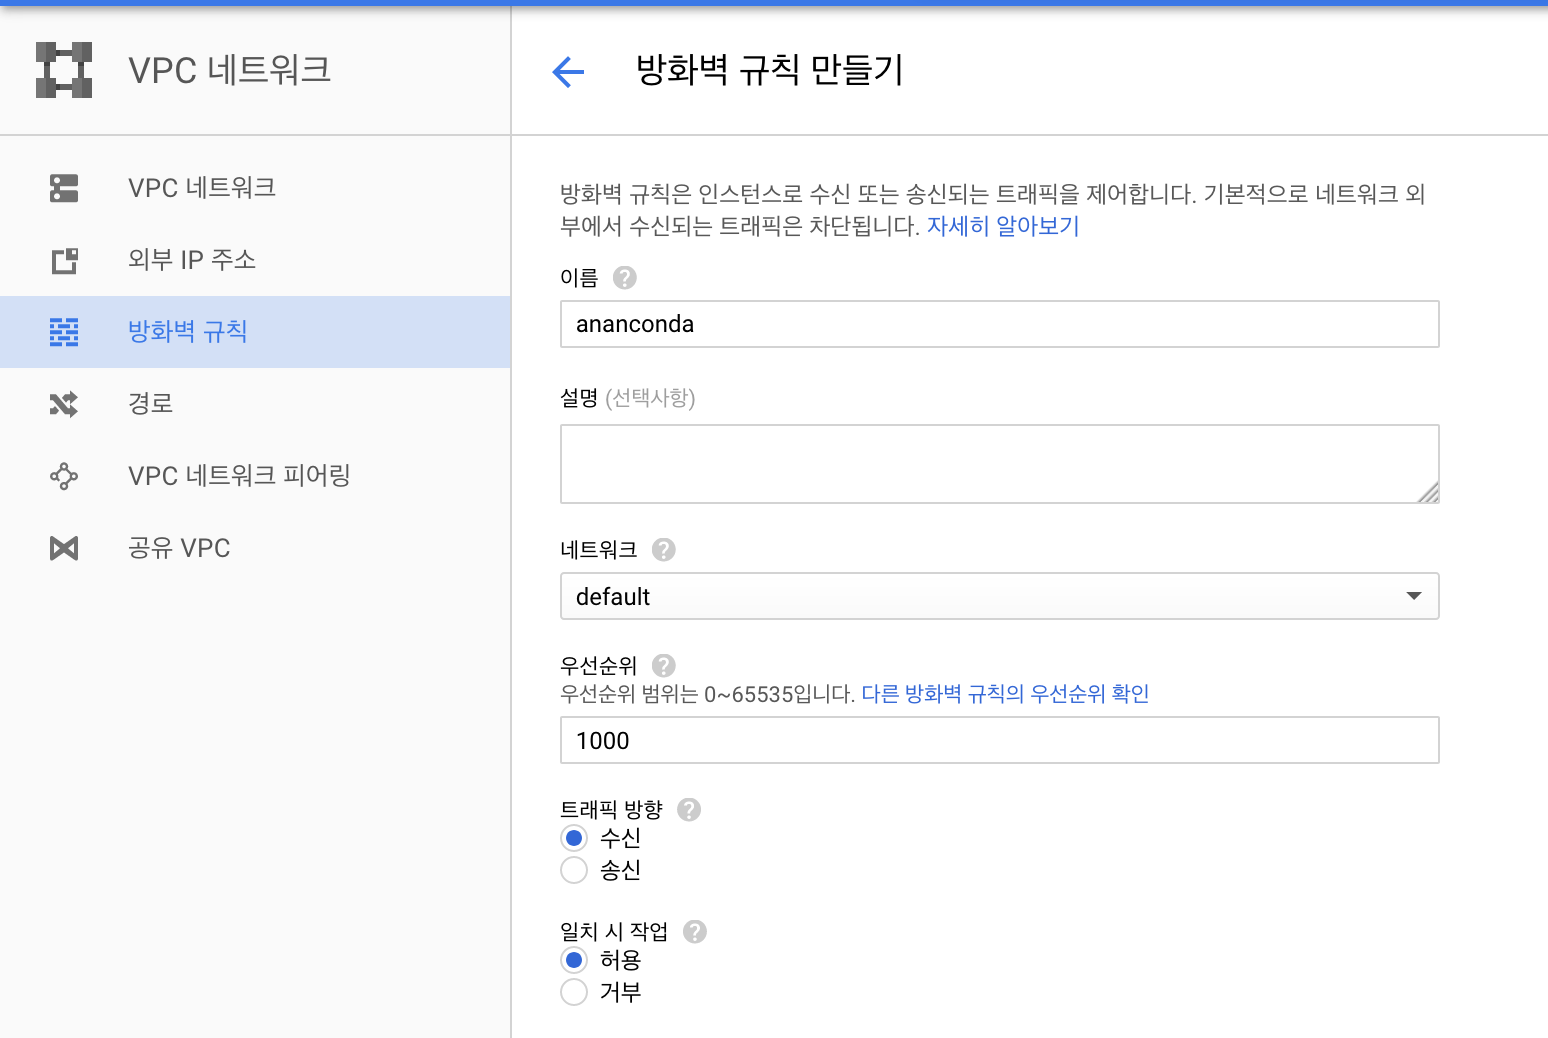 VPC 네트워크
VPC 네트워크
외부 IP 주소
방화벽 규칙
경로
VPC 네트워크 피어링
공유 VPC
방화벽 규칙 만들기
방화벽 규칙은 인스턴스로 수신 또는 송신되는 트래픽을 제어합니다. 기본적으로 네트워크 외
부에서 수신되는 트래픽은 차단됩니다. 자세히 알아보기
이름 ?
ananconda
설명 (선택사항)
네트워크 ?
default
우선순위 ?
우선순위 범위는 0~65535입니다. 다른 방화벽 규칙의 우선순위 확인
1000
트래픽 방향 ?
수신
송신
일치 시 작업 ?
허용
거부